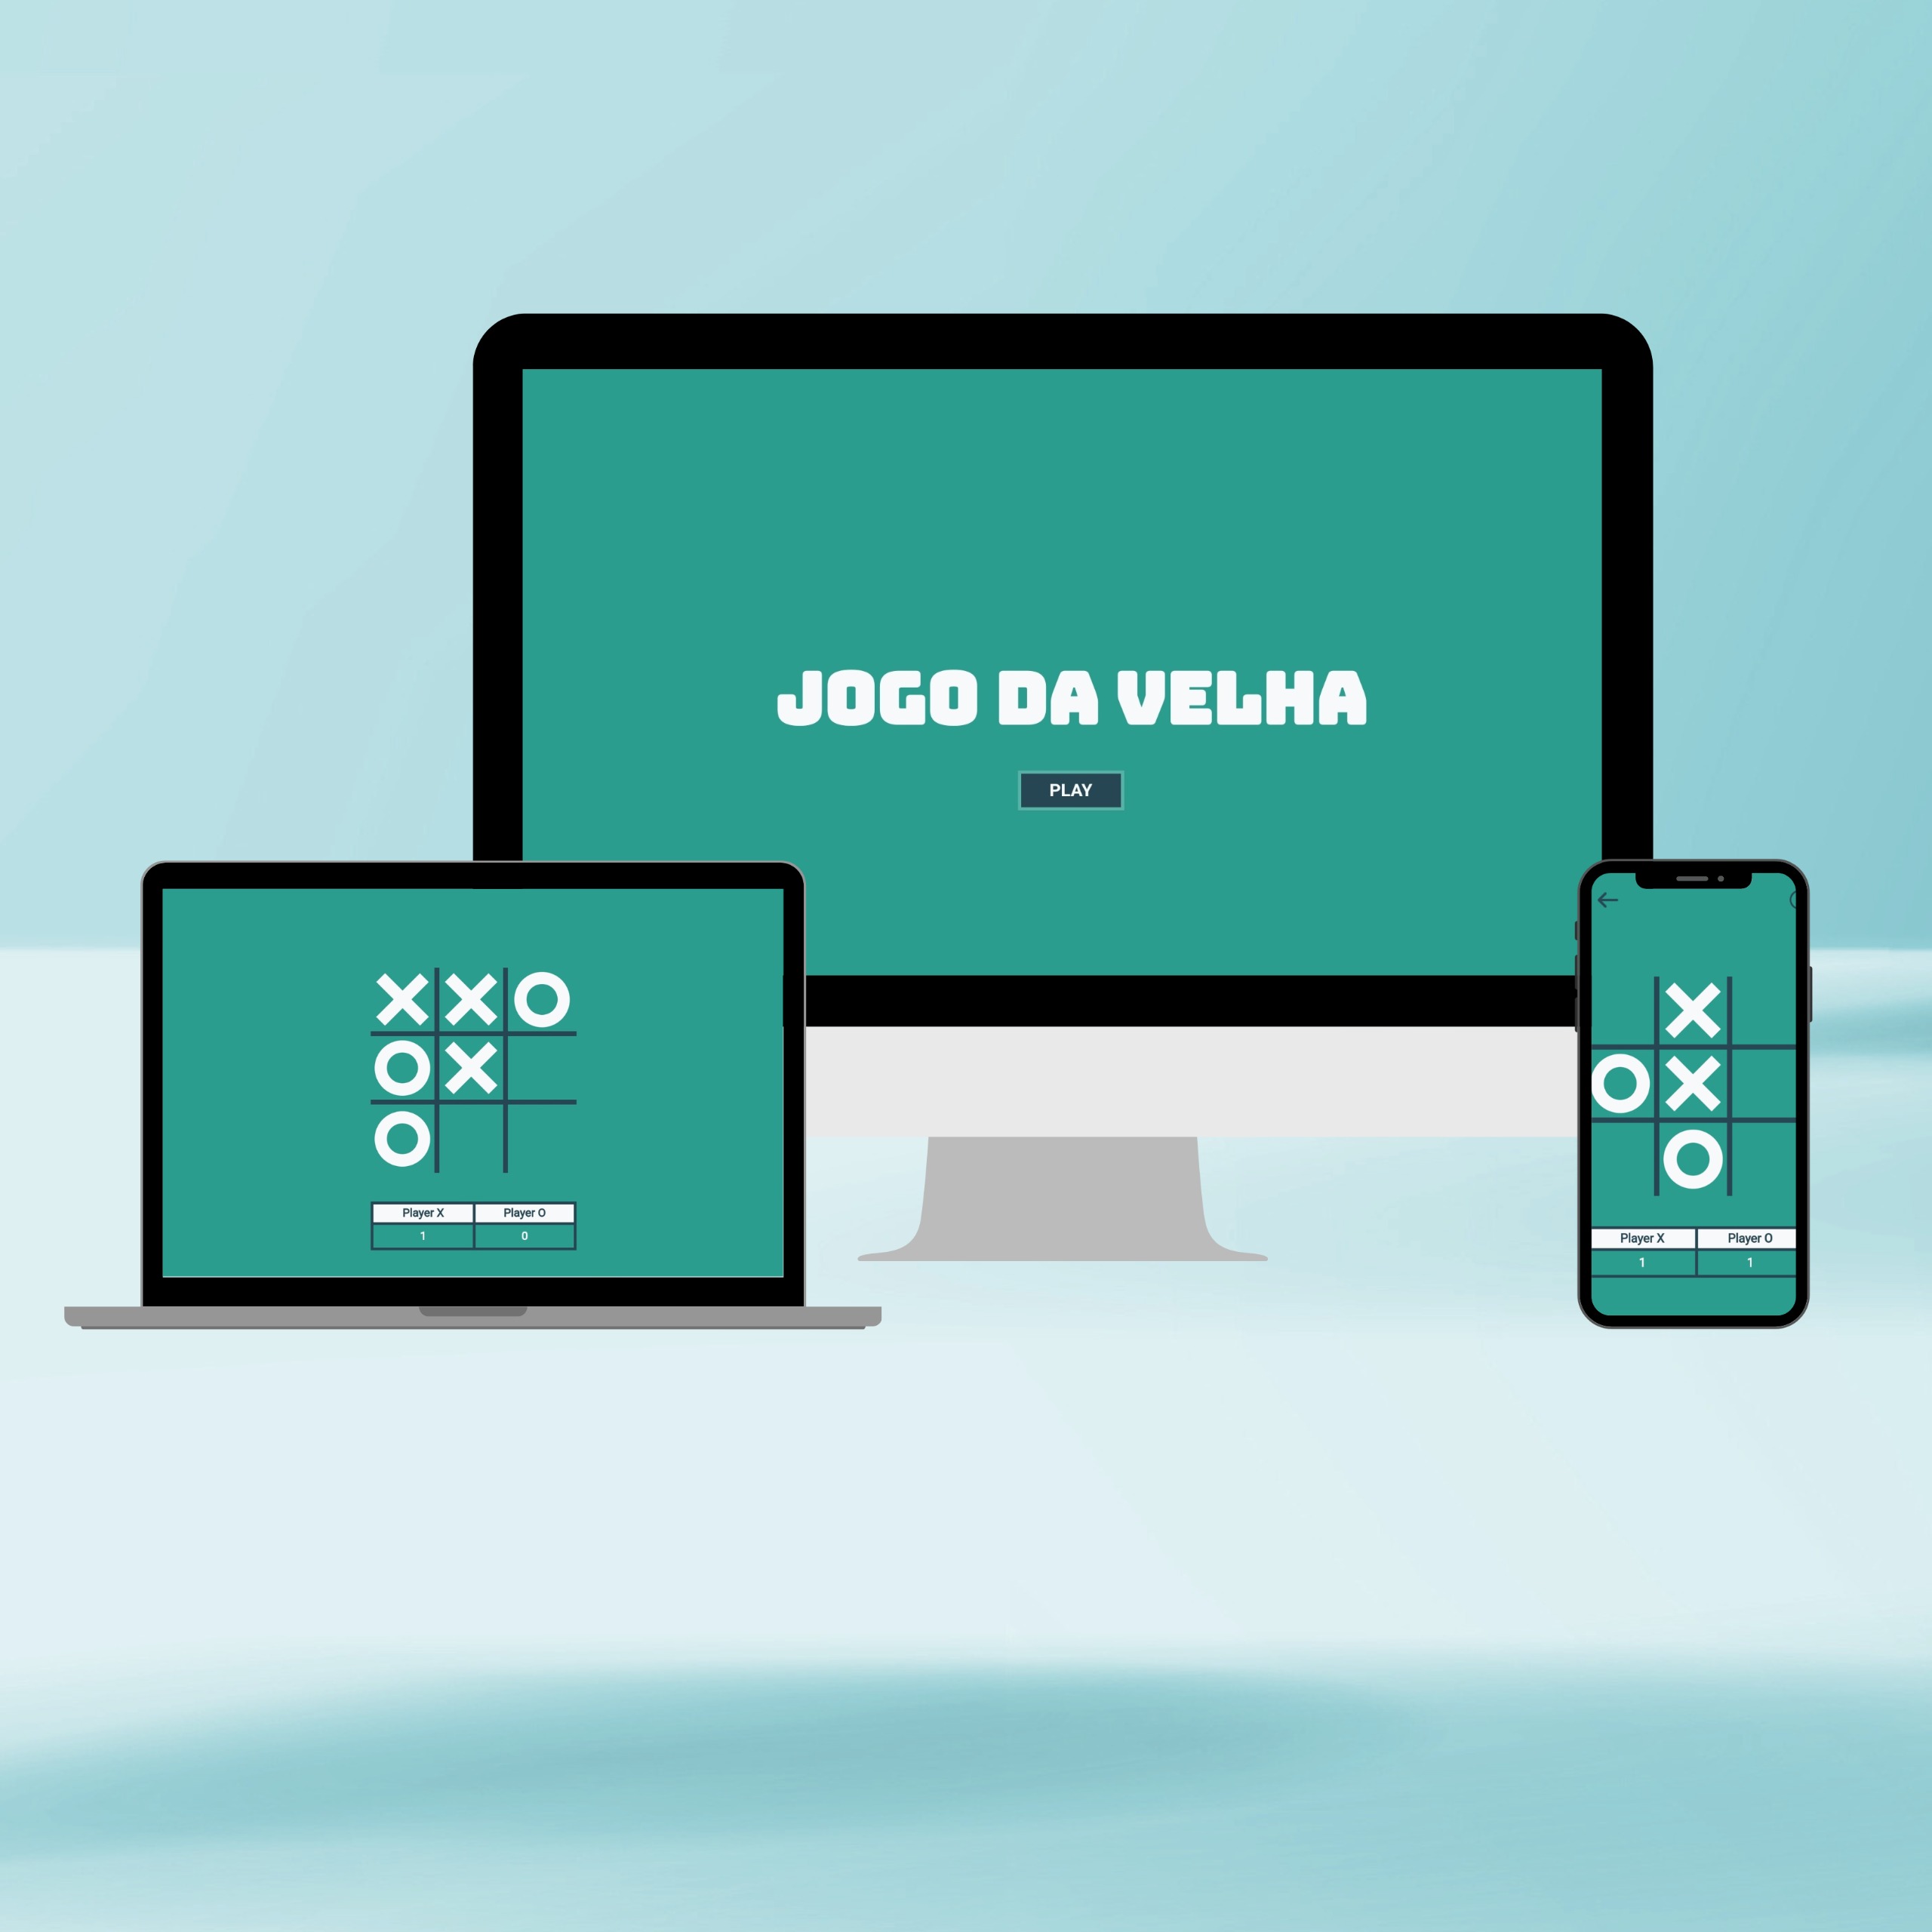 JOGO DA VELHA
PLAY
X X O
O X
O
Player X Player O
1 0
X
O X
O
Player X Player O
1 1